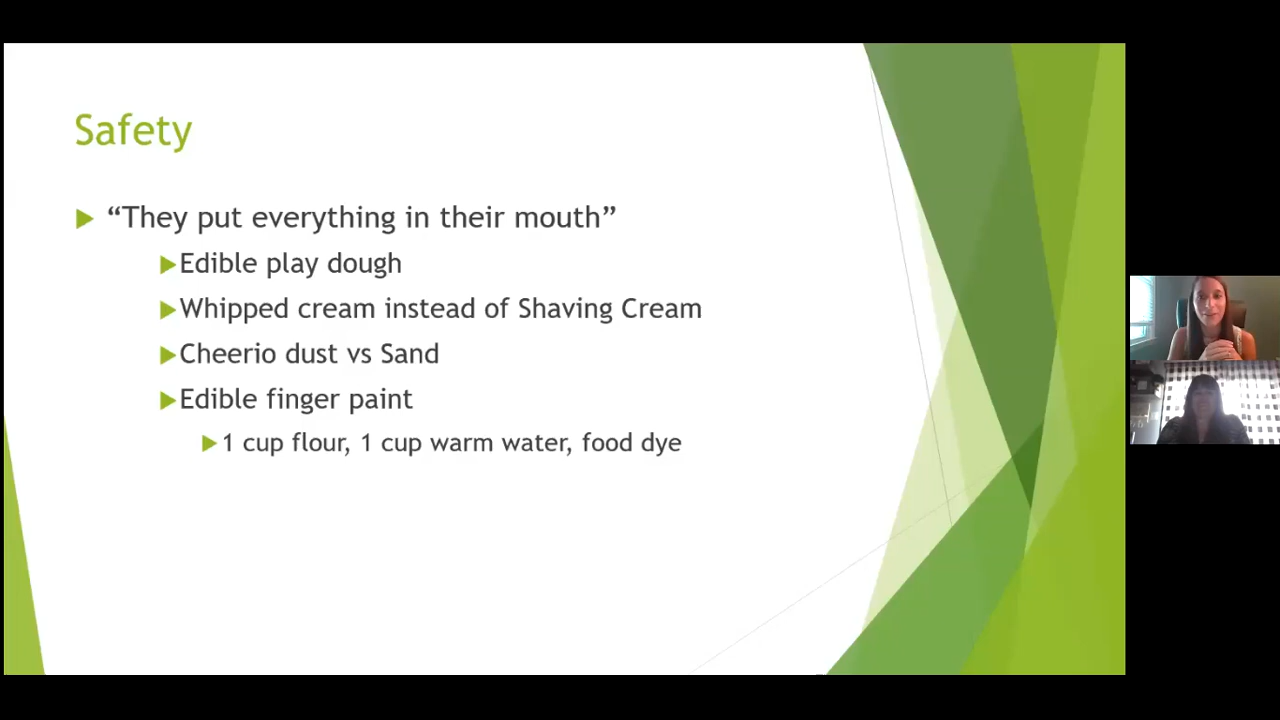 Safety
“They put everything in their mouth”
Edible play dough
Whipped cream instead of Shaving Cream
Cheerio dust vs Sand
Edible finger paint
1 cup flour, 1 cup warm water, food dye